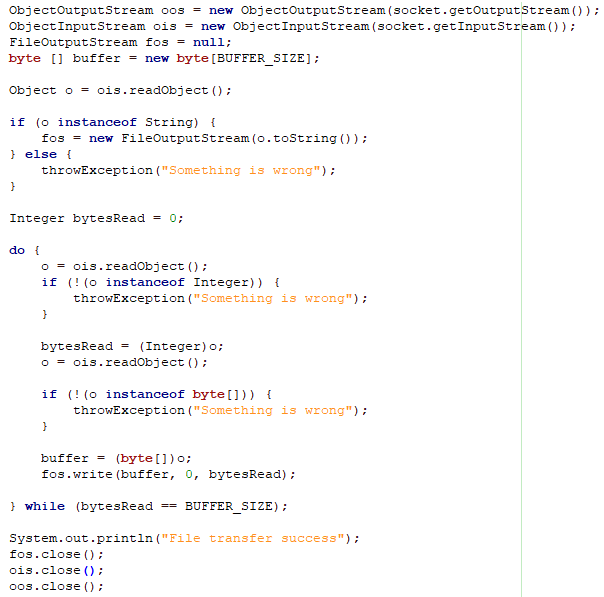 ObjectOutputStream oos = new ObjectOutputStream(socket.getOutputStream());
ObjectInputStream ois = new ObjectInputStream(socket.getInputStream());
FileOutputStream fos = null;
byte [] buffer = new byte[BUFFER_SIZE];

Object o = ois.readObject();

if (o instanceof String) {
    fos = new FileOutputStream(o.toString());
} else {
    throwException("Something is wrong");
}

Integer bytesRead = 0;

do {
    o = ois.readObject();
    if (!(o instanceof Integer)) {
        throwException("Something is wrong");
    }

    bytesRead = (Integer)o;
    o = ois.readObject();

    if (!(o instanceof byte[])) {
        throwException("Something is wrong");
    }

    buffer = (byte[])o;
    fos.write(buffer, 0, bytesRead);

} while (bytesRead == BUFFER_SIZE);

System.out.println("File transfer success");
fos.close();
ois.close();
oos.close();